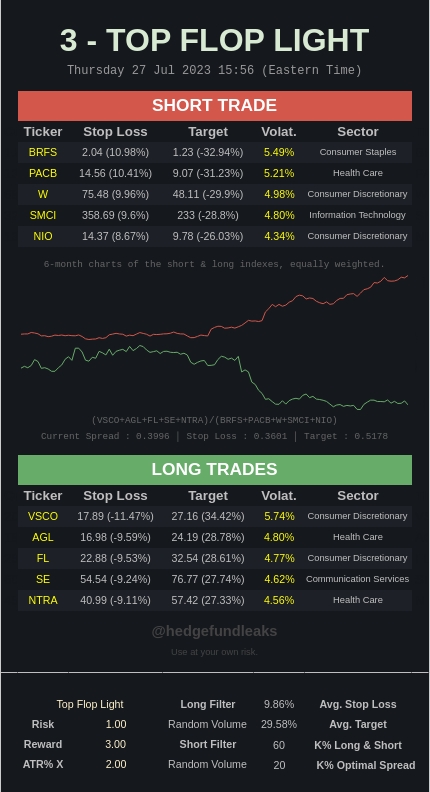 3 - TOP FLOP LIGHT
Thursday 27 Jul 2023 15:56 (Eastern Time)
SHORT TRADE
Ticker Stop Loss Target Volat. Sector
BRFS 2.04 (10.98%) 1.23 (-32.94%) 5.49% Consumer Staples
PACB 14.56 (10.41%) 9.07 (-31.23%) 5.21% Health Care
W 75.48 (9.96%) 48.11 (-29.9%) 4.98% Consumer Discretionary
SMCI 358.69 (9.6%) 233 (-28.8%) 4.80% Information Technology
NIO 14.37 (8.67%) 9.78 (-26.03%) 4.34% Consumer Discretionary
6-month charts of the short & long indexes, equally weighted.
(VSCO+AGL+FL+SE+NTRA)/(BRFS+PACB+W+SMCI+NIO)
Current Spread : 0.3996 | Stop Loss : 0.3601 | Target : 0.5178
LONG TRADES
Ticker Stop Loss Target Volat. Sector
VSCO 17.89 (-11.47%) 27.16 (34.42%) 5.74% Consumer Discretionary
AGL 16.98 (-9.59%) 24.19 (28.78%) 4.80% Health Care
FL 22.88 (-9.53%) 32.54 (28.61%) 4.77% Consumer Discretionary
SE 54.54 (-9.24%) 76.77 (27.74%) 4.62% Communication Services
NTRA 40.99 (-9.11%) 57.42 (27.33%) 4.56% Health Care
@hedgefundleaks
Use at your own risk.
Top Flop Light Long Filter 9.86% Avg. Stop Loss
Risk 1.00 Random Volume 29.58% Avg. Target
Reward 3.00 Short Filter 60 K% Long & Short
ATR% X 2.00 Random Volume 20 K% Optimal Spread